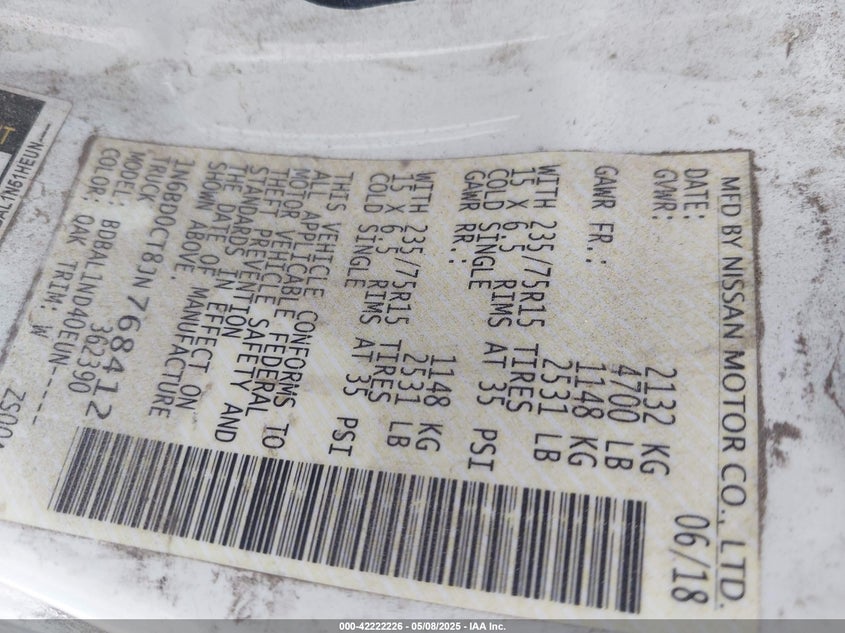 MFD BY NISSAN MOTOR CO., LTD.
DATE: 06/18
GVWR: 2132 KG
4700 LB
GAWR FR.: 1148 KG
2531 LB
WITH 235/75R15 TIRES
15 X 6.5 RIMS AT 35 PSI
COLD SINGLE
GAWR RR.: 1148 KG
2531 LB
WITH 235/75R15 TIRES
15 X 6.5 RIMS AT 35 PSI
COLD SINGLE
THIS VEHICLE CONFORMS TO
ALL APPLICABLE FEDERAL
MOTOR VEHICLE SAFETY AND
THEFT PREVENTION
STANDARDS IN EFFECT ON
THE DATE OF MANUFACTURE
SHOWN ABOVE.
1N6BD0CT8JN768412
TRUCK 362390
MODEL: BDBAL1ND40EUN-----
COLOR: QAK TRIM: W
000-42222226 - 05/08/2025 - IAA Inc.